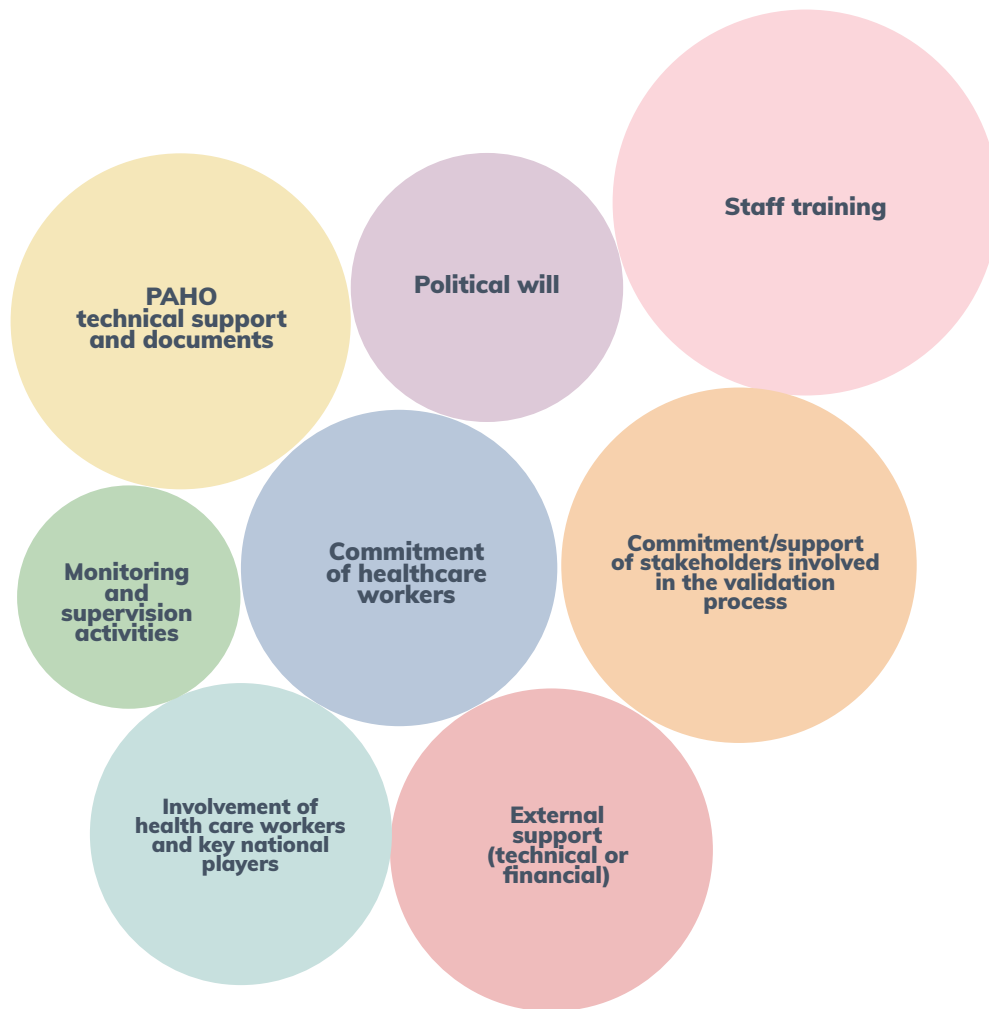 Staff training
Political will
PAHO
technical support
and documents
Commitment
of healthcare
workers
Commitment/support
of stakeholders involved
in the validation
process
Monitoring
and
supervision
activities
Involvement of
health care workers
and key national
players
External
support
(technical or
financial)